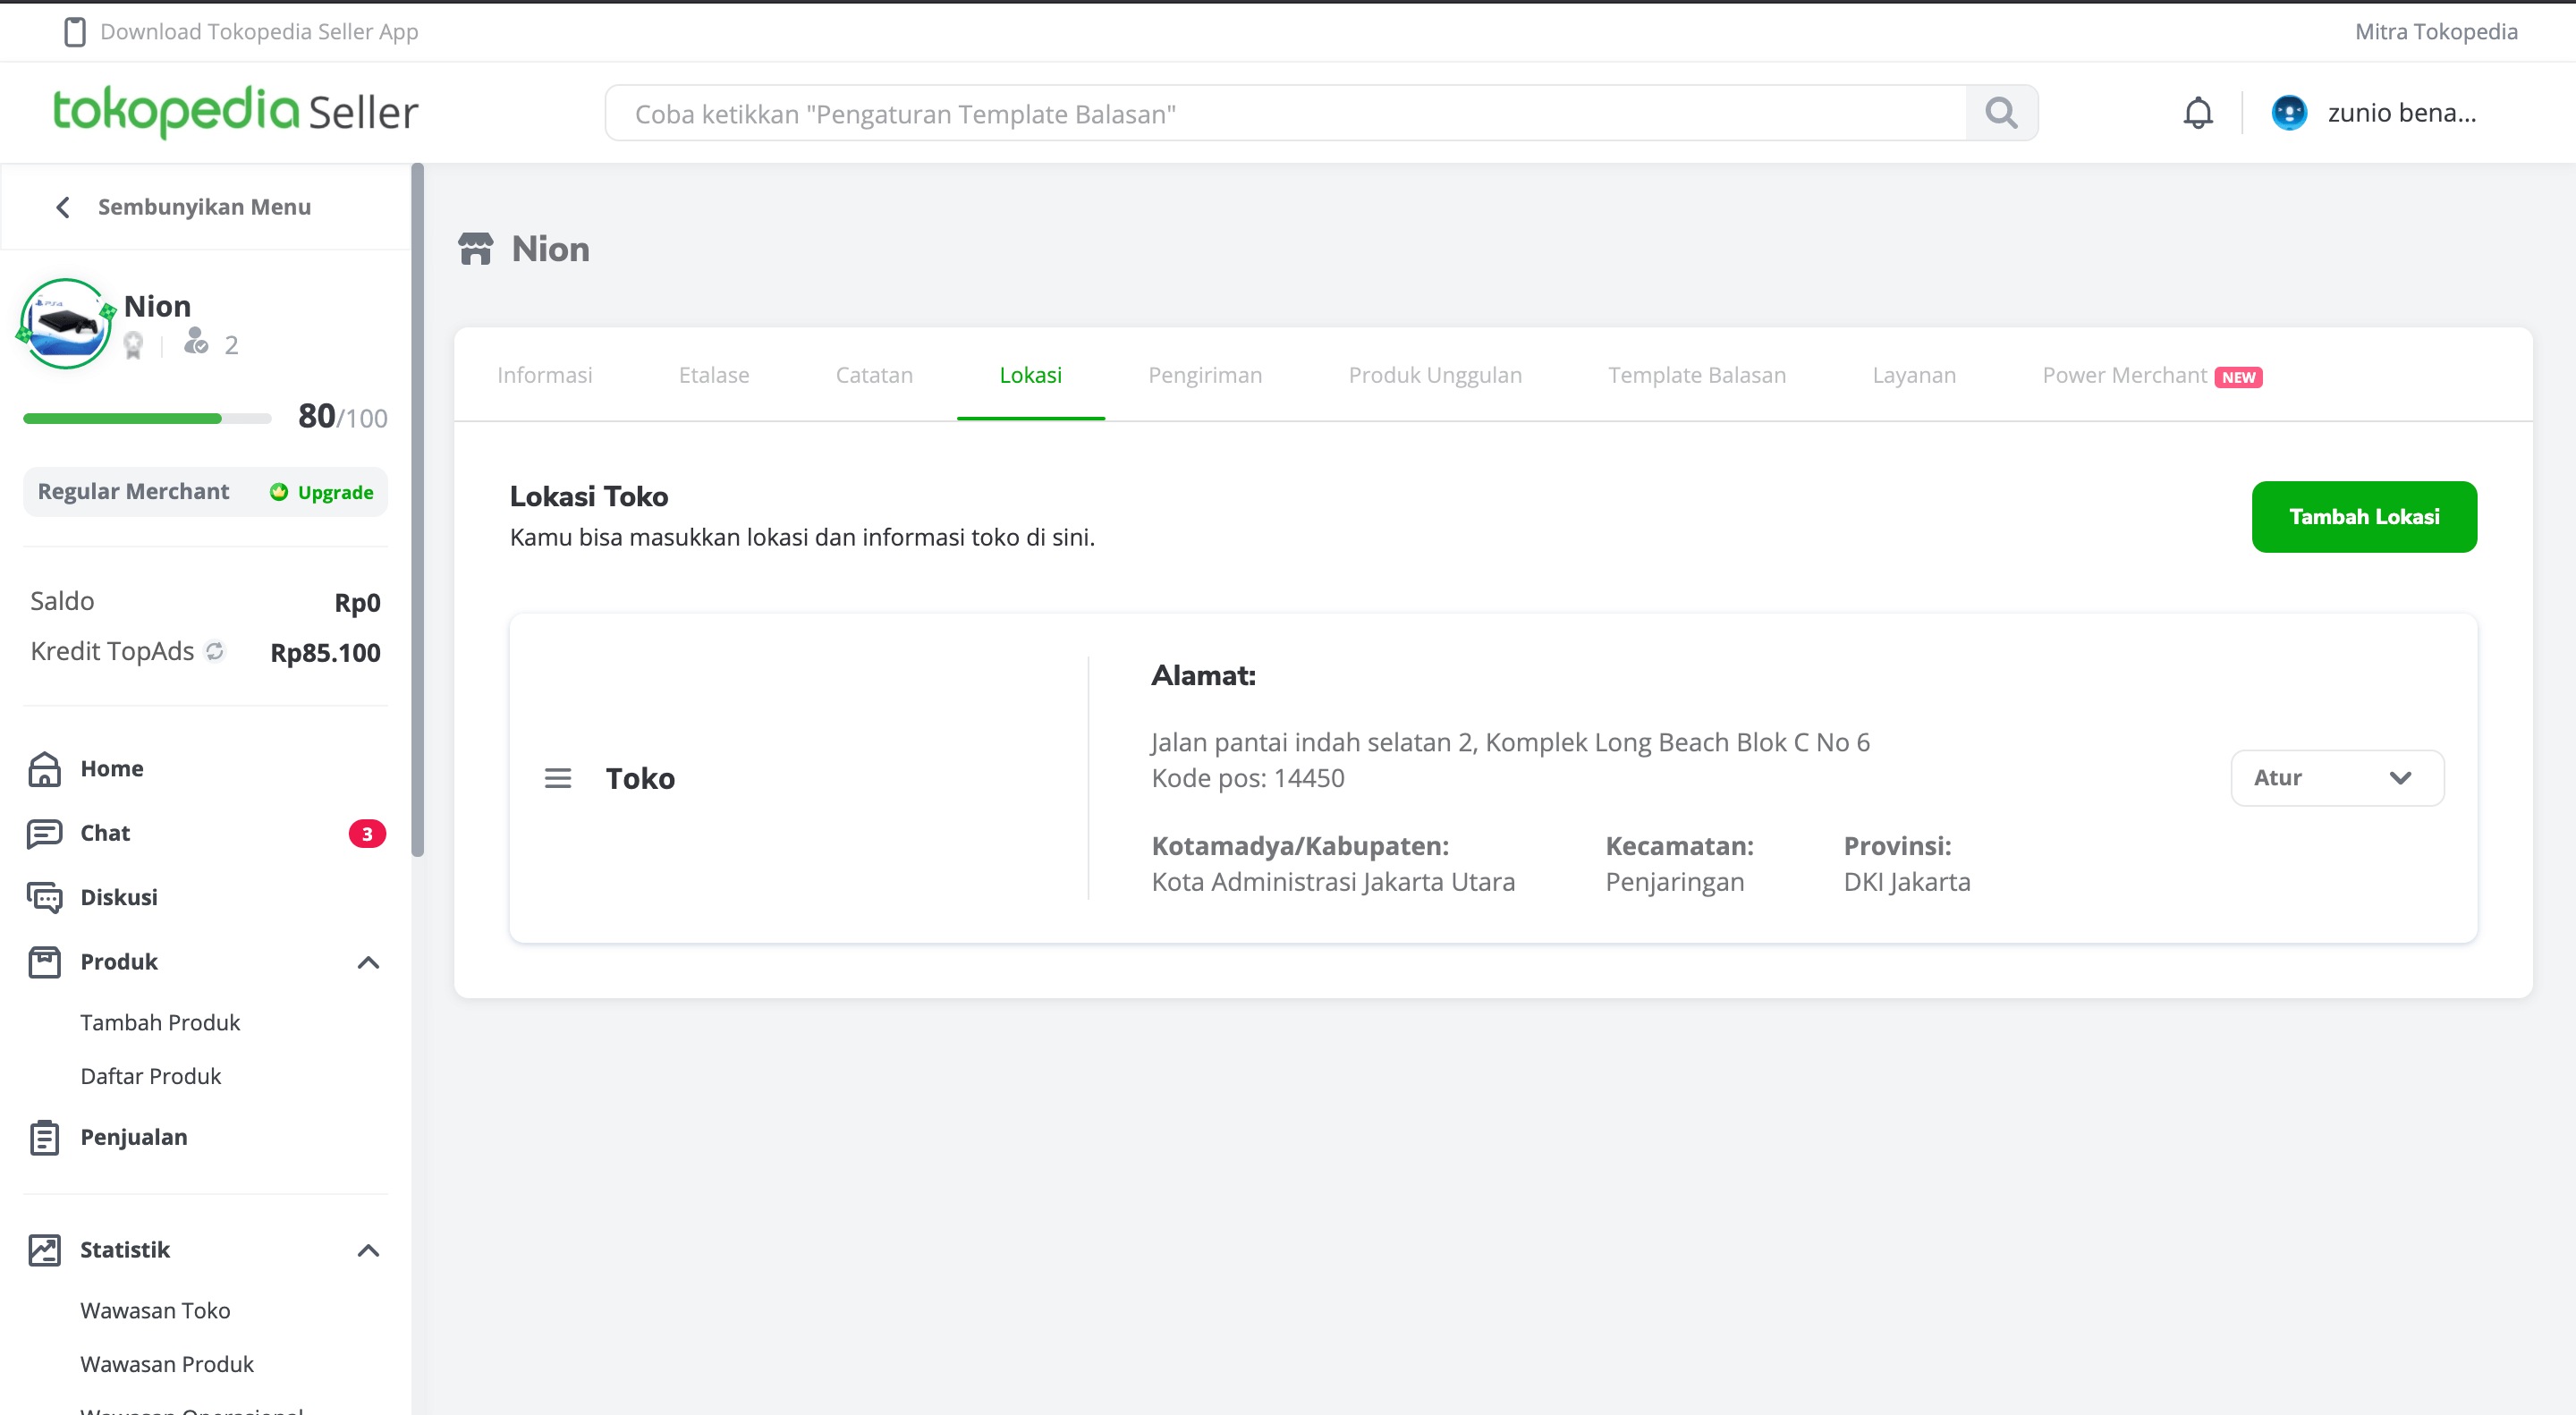 Download Tokopedia Seller App
Mitra Tokopedia
tokopedia Seller
Coba ketikkan "Pengaturan Template Balasan"
zunio bena...
Sembunyikan Menu
Nion
2
80/100
Regular Merchant
Upgrade
Saldo
Rp0
Kredit TopAds
Rp85.100
Home
Chat
3
Diskusi
Produk
Tambah Produk
Daftar Produk
Penjualan
Statistik
Wawasan Toko
Wawasan Produk
Wawasan Operasional
Nion
Informasi
Etalase
Catatan
Lokasi
Pengiriman
Produk Unggulan
Template Balasan
Layanan
Power Merchant NEW
Lokasi Toko
Kamu bisa masukkan lokasi dan informasi toko di sini.
Tambah Lokasi
Toko
Alamat:
Jalan pantai indah selatan 2, Komplek Long Beach Blok C No 6
Kode pos: 14450
Kotamadya/Kabupaten:
Kota Administrasi Jakarta Utara
Kecamatan:
Penjaringan
Provinsi:
DKI Jakarta
Atur